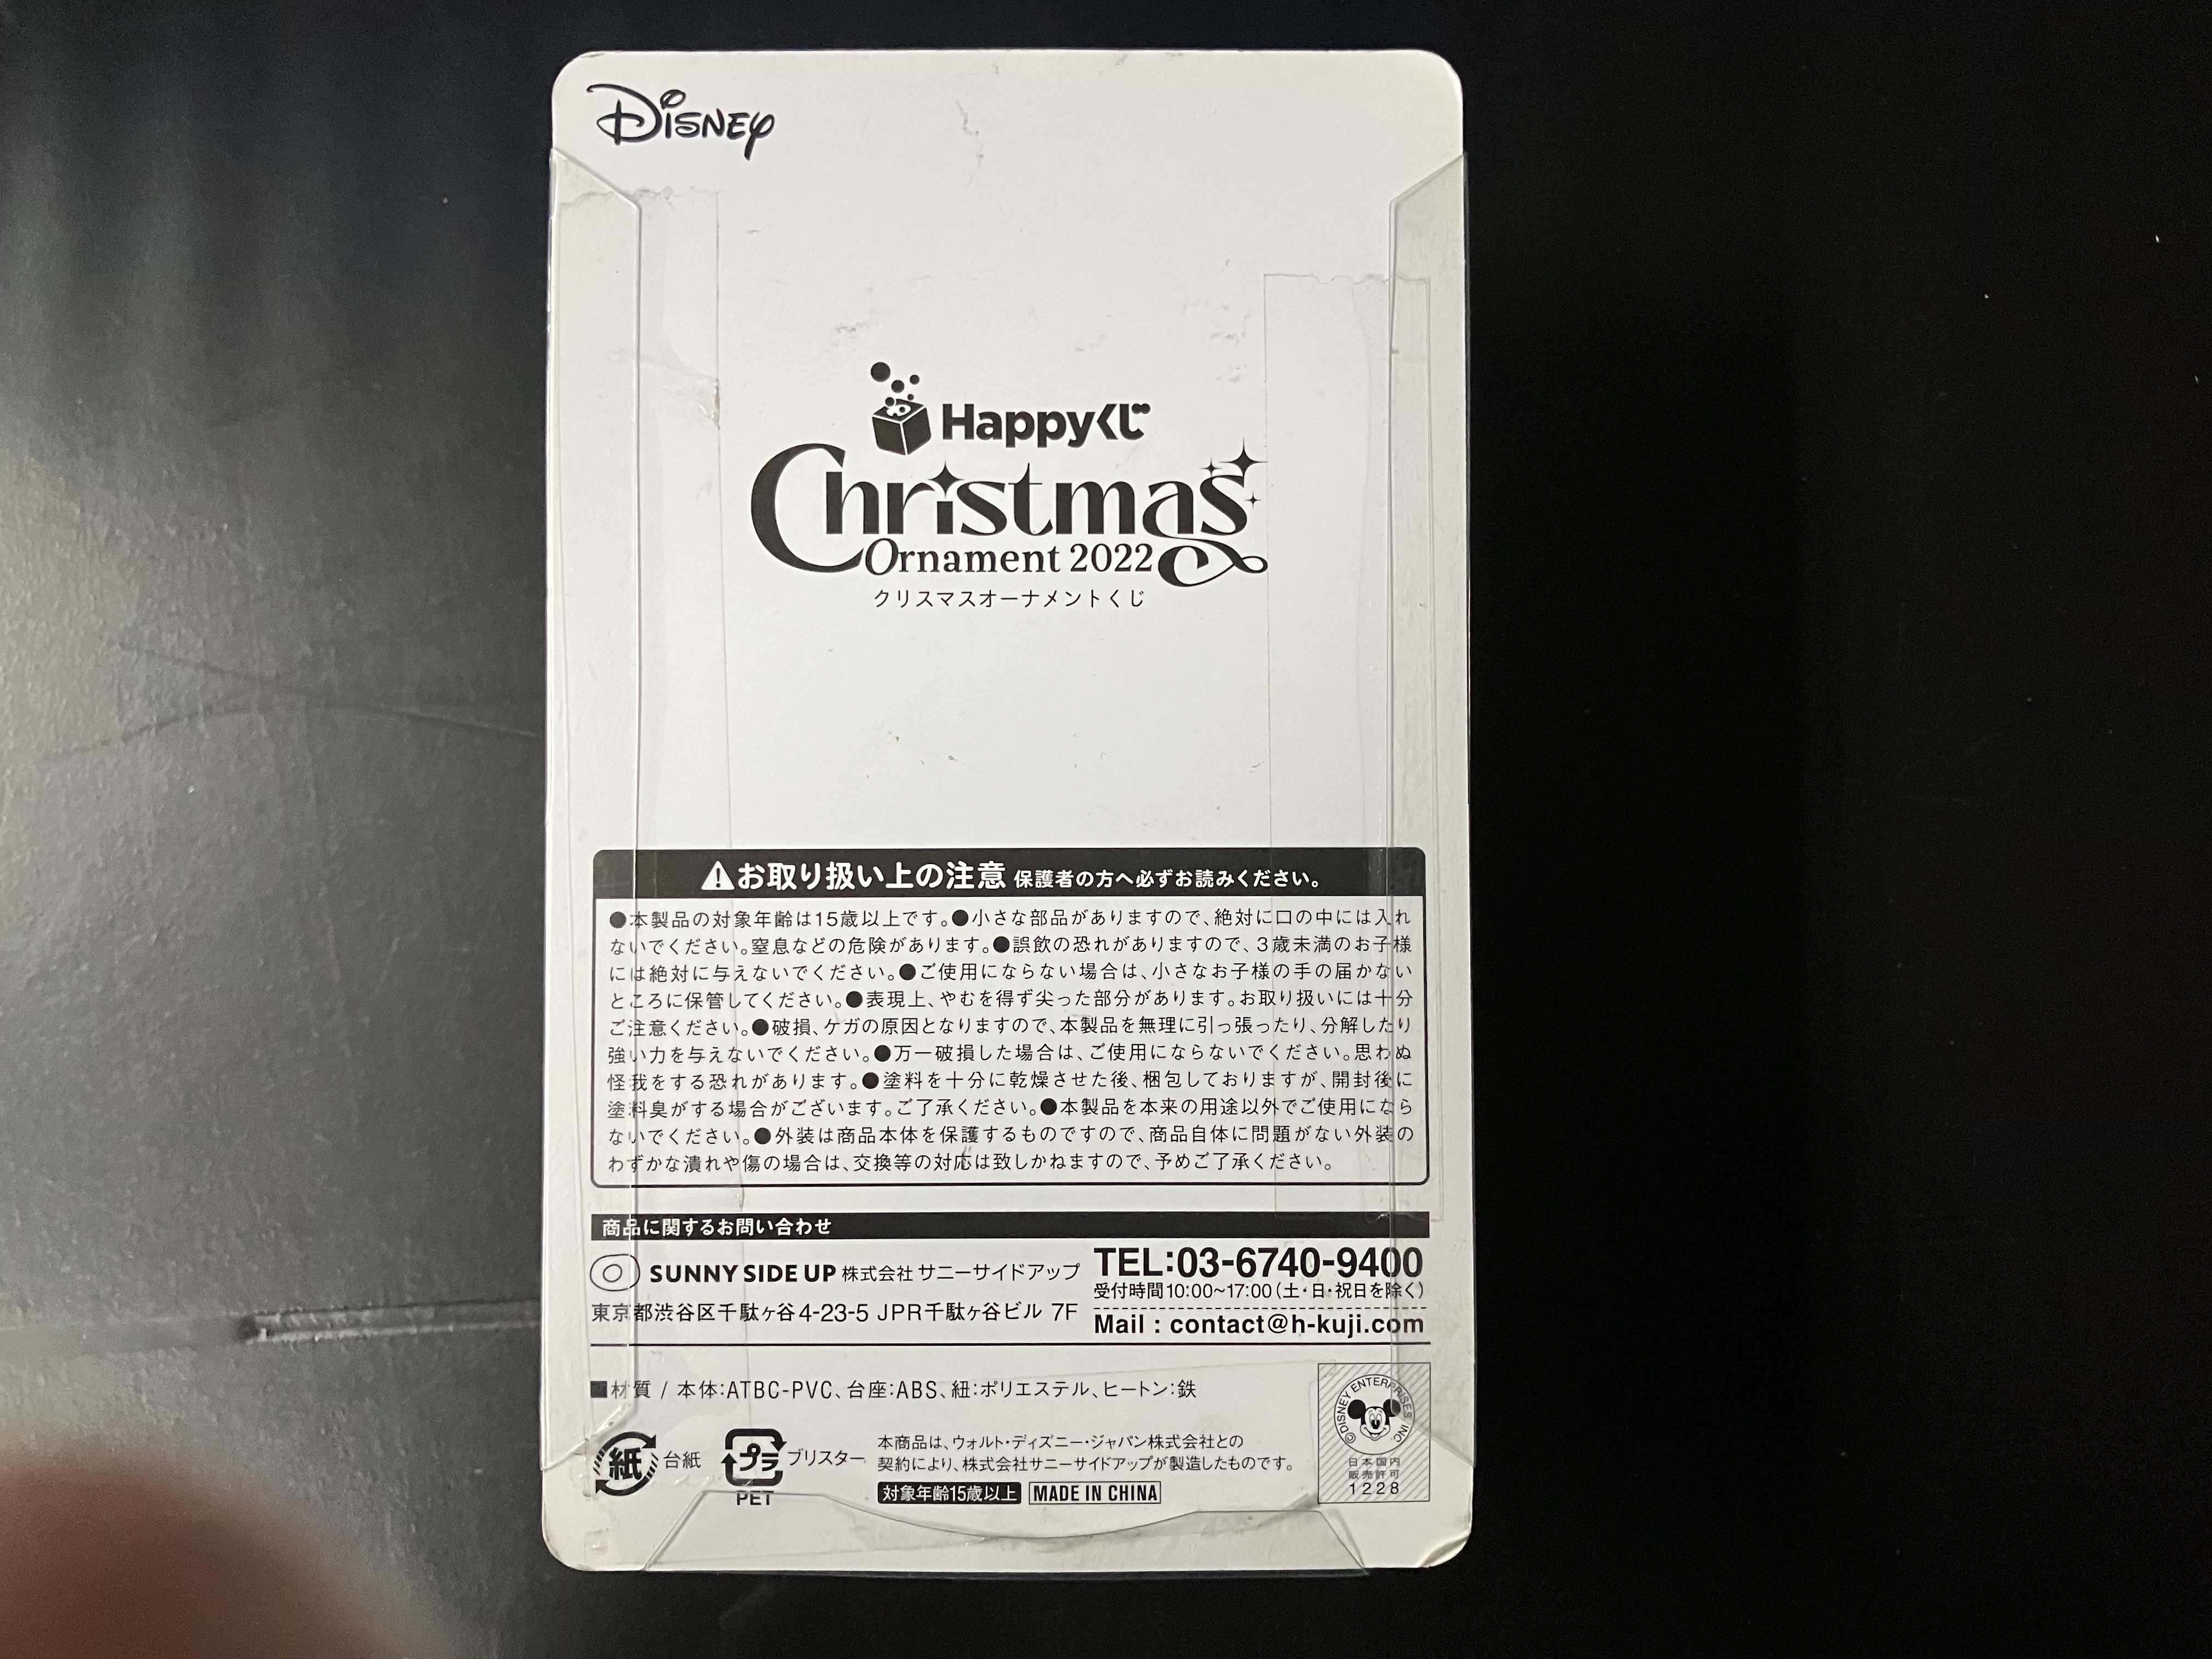 Disney
Happyくじ
Christmas
Ornament 2022
クリスマスオーナメントくじ
お取り扱い上の注意 保護者の方へ必ずお読みください。
●本製品の対象年齢は15歳以上です。●小さな部品がありますので、絶対に口の中には入れ
ないでください。窒息などの危険があります。●誤飲の恐れがありますので、3歳未満のお子様
には絶対に与えないでください。●ご使用にならない場合は、小さなお子様の手の届かない
ところに保管してください。●表現上、やむを得ず尖った部分があります。お取り扱いには十分
ご注意ください。●破損、ケガの原因となりますので、本製品を無理に引っ張ったり、分解したり
強い力を与えないでください。●万一破損した場合は、ご使用にならないでください。思わぬ
怪我をする恐れがあります。●塗料を十分に乾燥させた後、梱包しておりますが、開封後に
塗料臭がする場合がございます。ご了承ください。●本製品を本来の用途以外でご使用になら
ないでください。●外装は商品本体を保護するものですので、商品自体に問題がない外装の
わずかな潰れや傷の場合は、交換等の対応は致しかねますので、予めご了承ください。
商品に関するお問い合わせ
SUNNY SIDE UP 株式会社 サニーサイドアップ
東京都渋谷区千駄ヶ谷4-23-5 JPR千駄ヶ谷ビル 7F
TEL:03-6740-9400
受付時間10:00~17:00(土・日・祝日を除く)
Mail : contact@h-kuji.com
■材質 / 本体:ATBC-PVC、台座:ABS、紐:ポリエステル、ヒートン:鉄
紙 台紙
プラ ブリスター
PET
本商品は、ウォルト・ディズニー・ジャパン株式会社との
契約により、株式会社サニーサイドアップが製造したものです。
対象年齢15歳以上 MADE IN CHINA
©DISNEY ENTERPRISES INC.
日本国内
販売許可
1228